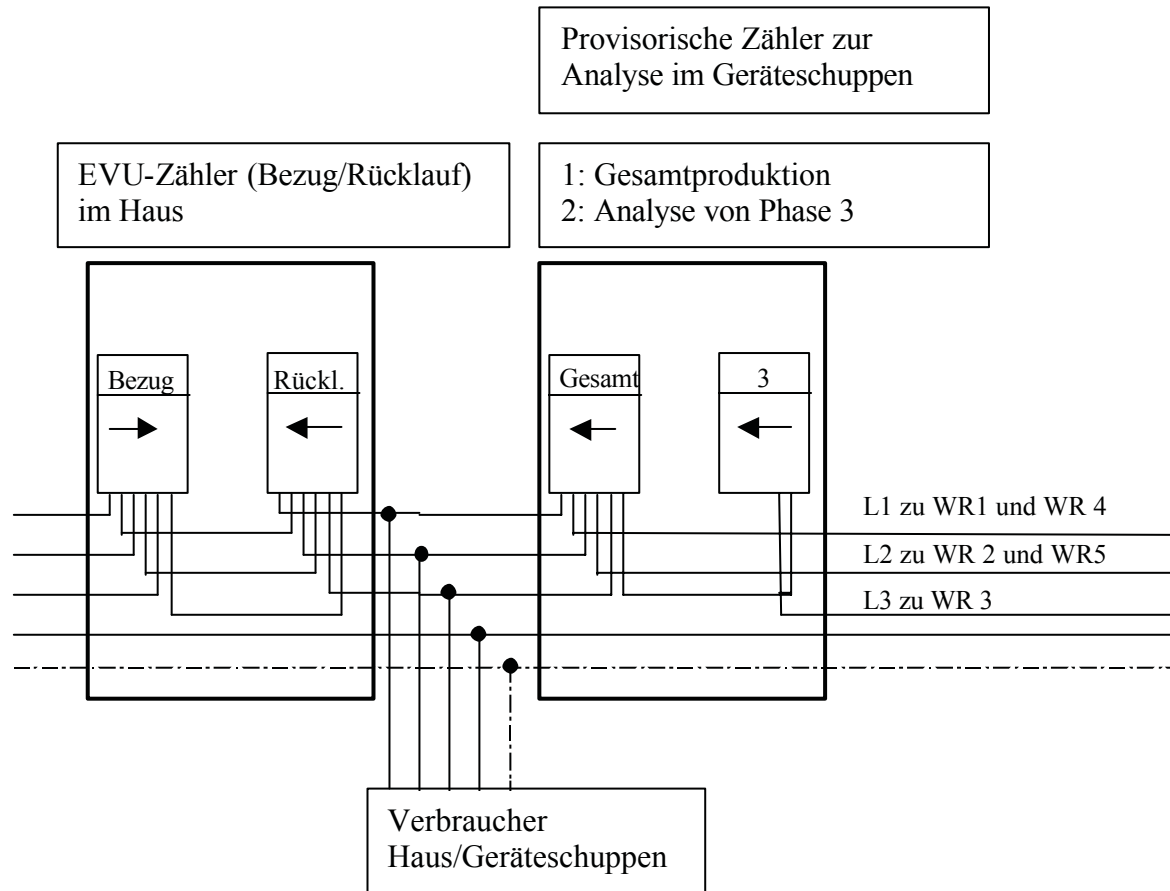 Provisorische Zähler zur
Analyse im Geräteschuppen
EVU-Zähler (Bezug/Rücklauf)
im Haus
1: Gesamtproduktion
2: Analyse von Phase 3
Bezug
Rückl.
Gesamt
3
L1 zu WR1 und WR 4
L2 zu WR 2 und WR5
L3 zu WR 3
Verbraucher
Haus/Geräteschuppen